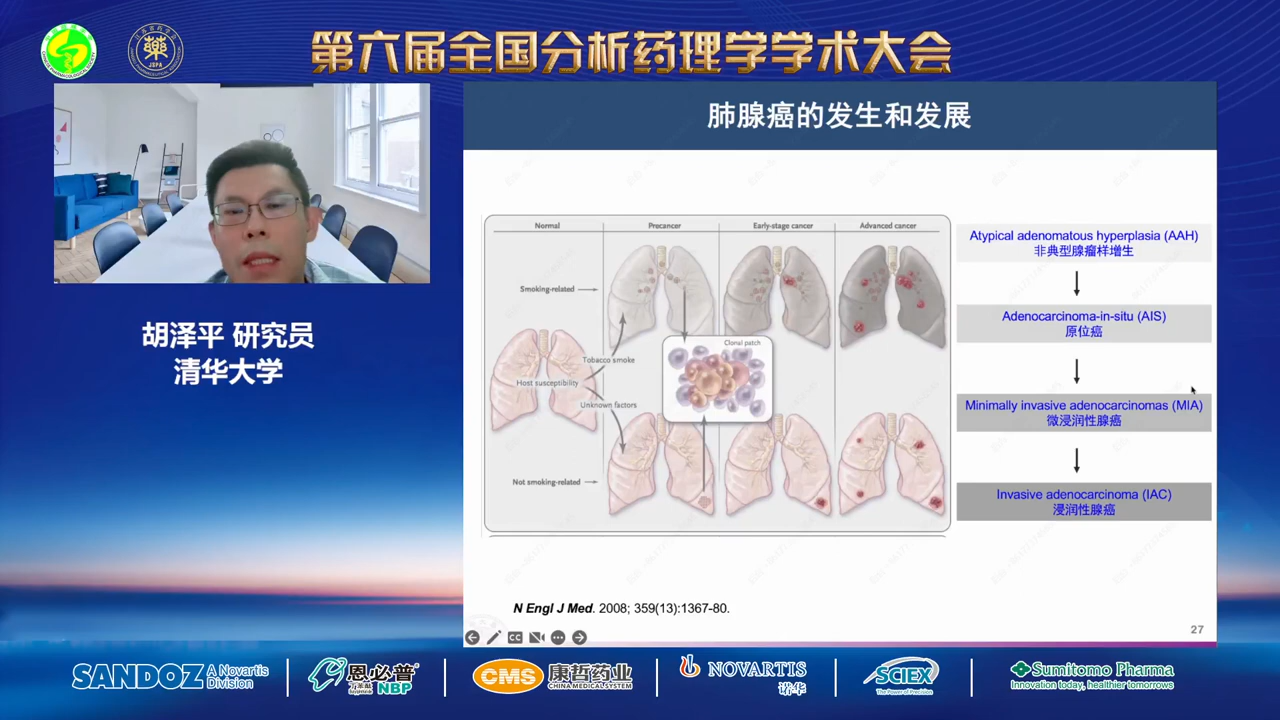 第六届全国分析药理学学术大会
JSPA
胡泽平 研究员
清华大学
肺腺癌的发生和发展
Normal
Precancer
Early-stage cancer
Advanced cancer
Smoking-related
Clonal patch
Tobacco smoke
Host susceptibility
Unknown factors
Not smoking-related
Atypical adenomatous hyperplasia (AAH)
非典型腺瘤样增生
Adenocarcinoma-in-situ (AIS)
原位癌
Minimally invasive adenocarcinomas (MIA)
微浸润性腺癌
Invasive adenocarcinoma (IAC)
浸润性腺癌
N Engl J Med. 2008; 359(13):1367-80.
27
CC
SANDOZ A Novartis Division
恩必普 NBP
CMS 康哲药业
CHINA MEDICAL SYSTEM
NOVARTIS
诺华
SCIEX
The Power of Precision
Sumitomo Pharma
Innovation today, healthier tomorrows